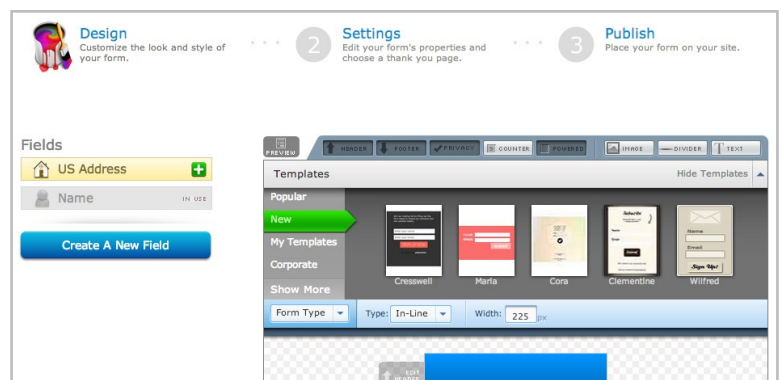 Design
Customize the look and style of
your form.
2
Settings
Edit your form's properties and
choose a thank you page.
3
Publish
Place your form on your site.
Fields
US Address
Name
IN USE
Create A New Field
PREVIEW
HEADER
FOOTER
PRIVACY
COUNTER
POWERED
IMAGE
DIVIDER
TEXT
Templates
Hide Templates
Popular
New
My Templates
Corporate
Show More
Cresswell
Marla
Cora
Subscribe
Clementine
Name
Email
Sign Up!
Wilfred
Form Type
Type: In-Line
Width: 225 px
EDIT
HEADER